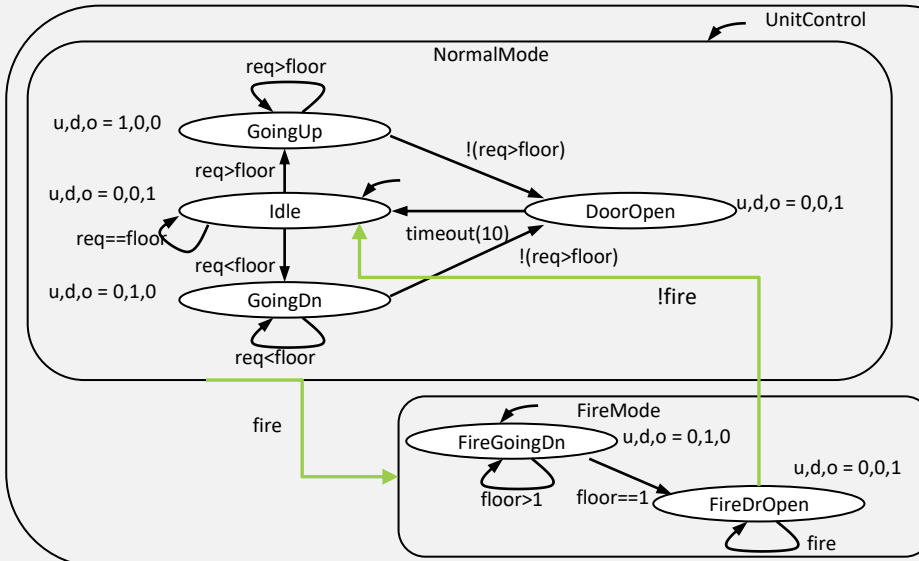 UnitControl
NormalMode
req>floor
u,d,o = 1,0,0
GoingUp
!(req>floor)
req>floor
u,d,o = 0,0,1
Idle
DoorOpen
u,d,o = 0,0,1
req==floor
timeout(10)
req<floor
!(req>floor)
u,d,o = 0,1,0
GoingDn
!fire
req<floor
FireMode
fire
FireGoingDn
u,d,o = 0,1,0
u,d,o = 0,0,1
floor>1
floor==1
FireDrOpen
fire